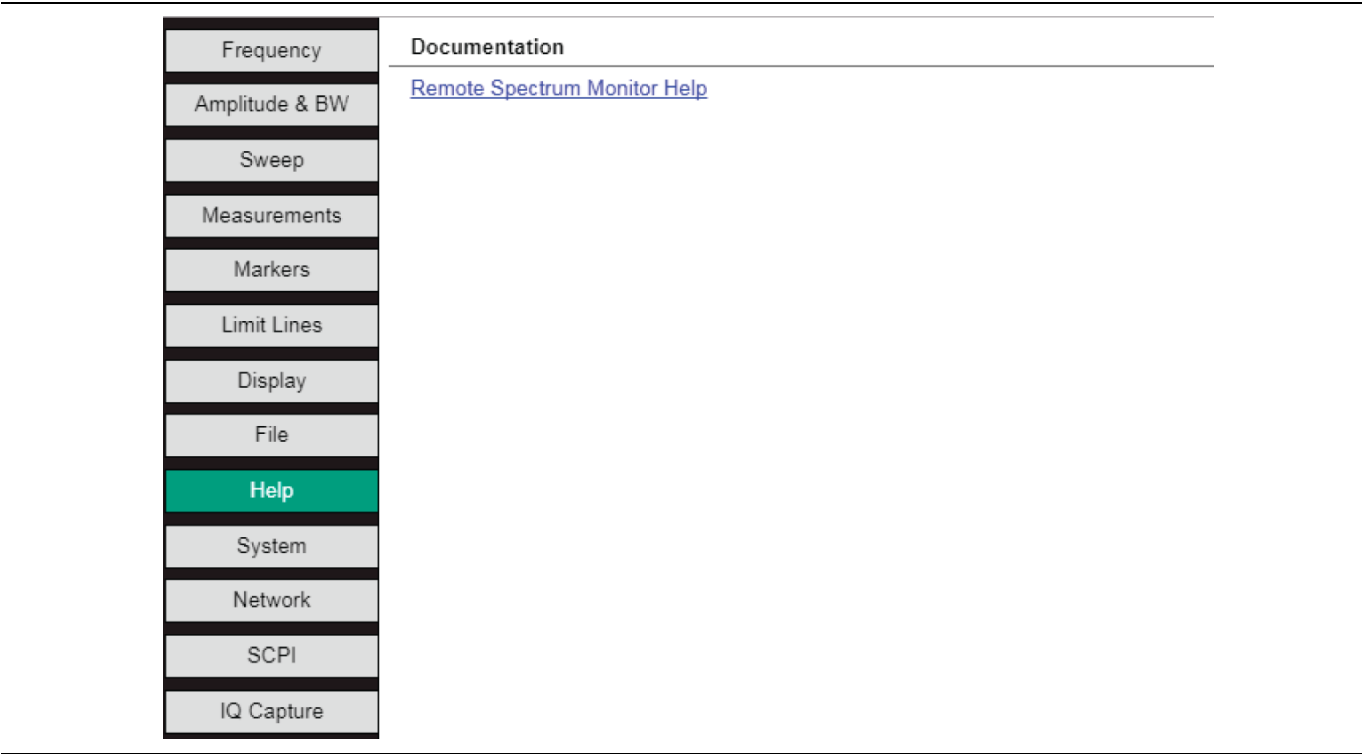 Frequency
Amplitude & BW
Sweep
Measurements
Markers
Limit Lines
Display
File
Help
System
Network
SCPI
IQ Capture
Documentation
Remote Spectrum Monitor Help